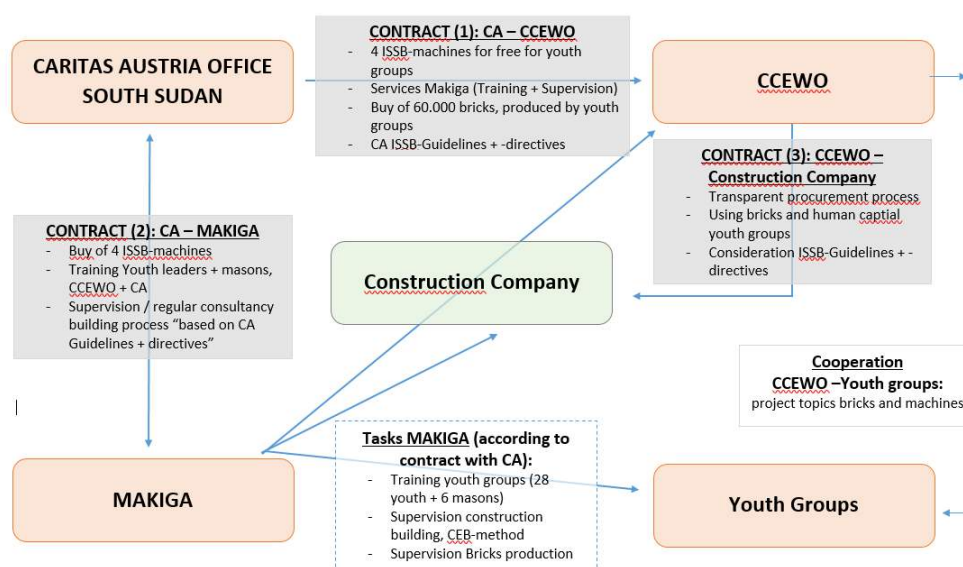 CARITAS AUSTRIA OFFICE
SOUTH SUDAN
CONTRACT (1): CA – CCEWO
- 4 ISSB-machines for free for youth
groups
- Services Makiga (Training + Supervision)
- Buy of 60.000 bricks, produced by youth
groups
- CA ISSB-Guidelines + -directives
CCEWO
CONTRACT (3): CCEWO –
Construction Company
- Transparent procurement process
- Using bricks and human captial
youth groups
- Consideration ISSB-Guidelines + -
directives
CONTRACT (2): CA – MAKIGA
- Buy of 4 ISSB-machines
- Training Youth leaders + masons,
CCEWO + CA
- Supervision / regular consultancy
building process “based on CA
Guidelines + directives”
Construction Company
Cooperation
CCEWO –Youth groups:
project topics bricks and machines
MAKIGA
Tasks MAKIGA (according to
contract with CA):
- Training youth groups (28
youth + 6 masons)
- Supervision construction
building, CEB-method
- Supervision Bricks production
Youth Groups